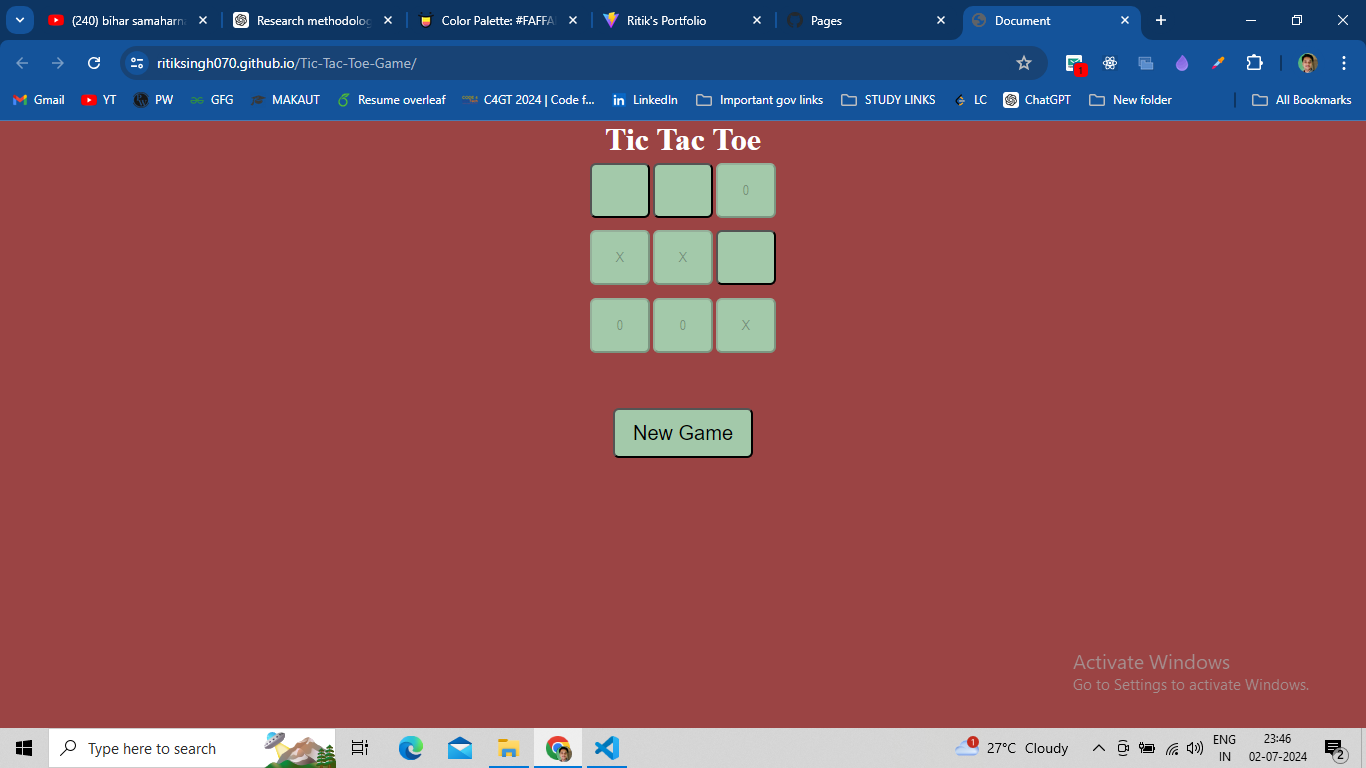 (240) bihar samaharna
Research methodolog
Color Palette: #FAFFA
Ritik's Portfolio
Pages
Document
ritiksingh070.github.io/Tic-Tac-Toe-Game/
1
Gmail
YT
PW
GFG
MAKAUT
Resume overleaf
C4GT 2024 | Code f...
LinkedIn
Important gov links
STUDY LINKS
LC
ChatGPT
New folder
All Bookmarks
Tic Tac Toe
0
X X
0 0 X
New Game
Activate Windows
Go to Settings to activate Windows.
Type here to search
1
27°C Cloudy
ENG
IN
23:46
02-07-2024
2